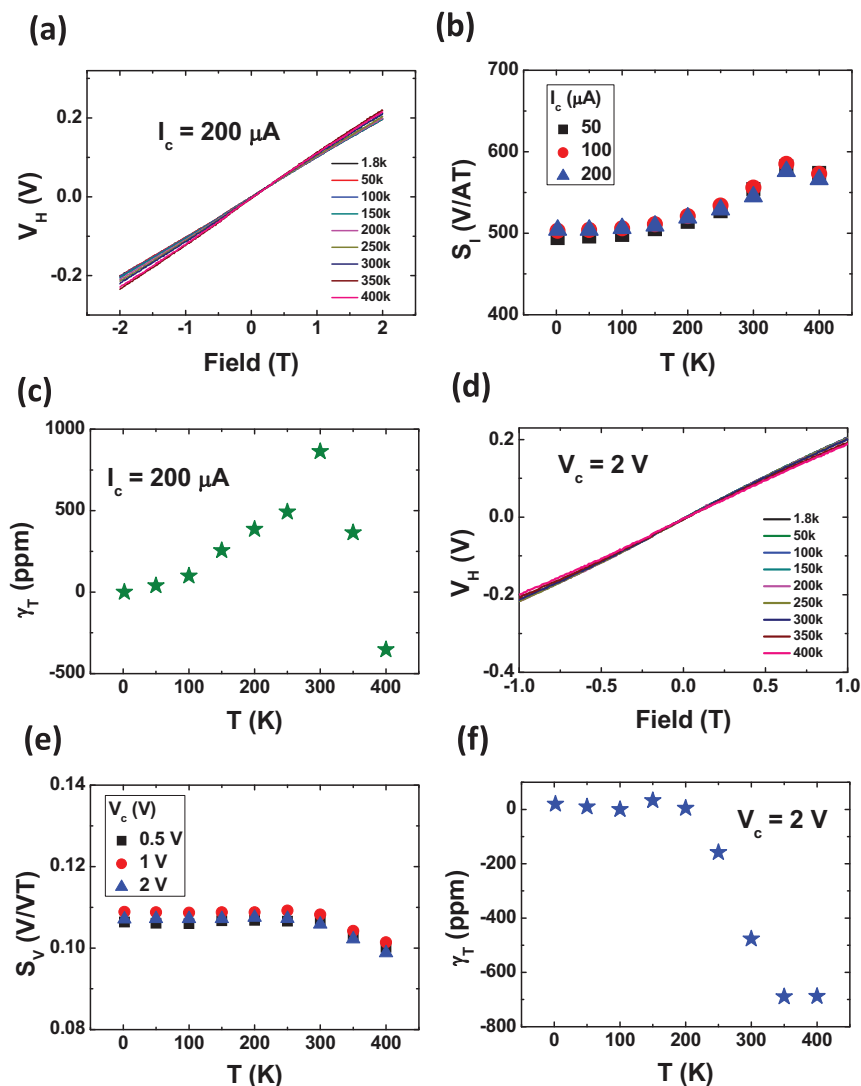 (a)
0.2
0.0
-0.2
V_H (V)
I_c = 200 μA
1.8k
50k
100k
150k
200k
250k
300k
350k
400k
-2 -1 0 1 2
Field (T)
(b)
700
600
500
400
S_I (V/AT)
I_c (μA)
50
100
200
0 100 200 300 400
T (K)
(c)
1000
500
0
-500
γ_T (ppm)
I_c = 200 μA
0 100 200 300 400
T (K)
(d)
0.2
0.0
-0.2
-0.4
V_H (V)
V_c = 2 V
1.8k
50k
100k
150k
200k
250k
300k
350k
400k
-1.0 -0.5 0.0 0.5 1.0
Field (T)
(e)
0.14
0.12
0.10
0.08
S_V (V/VT)
V_c (V)
0.5 V
1 V
2 V
0 100 200 300 400
T (K)
(f)
0
-200
-400
-600
-800
γ_T (ppm)
V_c = 2 V
0 100 200 300 400
T (K)